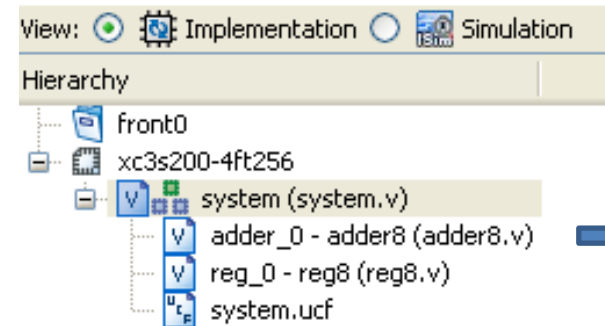 View: Implementation Simulation
Hierarchy
front0
xc3s200-4ft256
system (system.v)
adder_0 - adder8 (adder8.v)
reg_0 - reg8 (reg8.v)
system.ucf